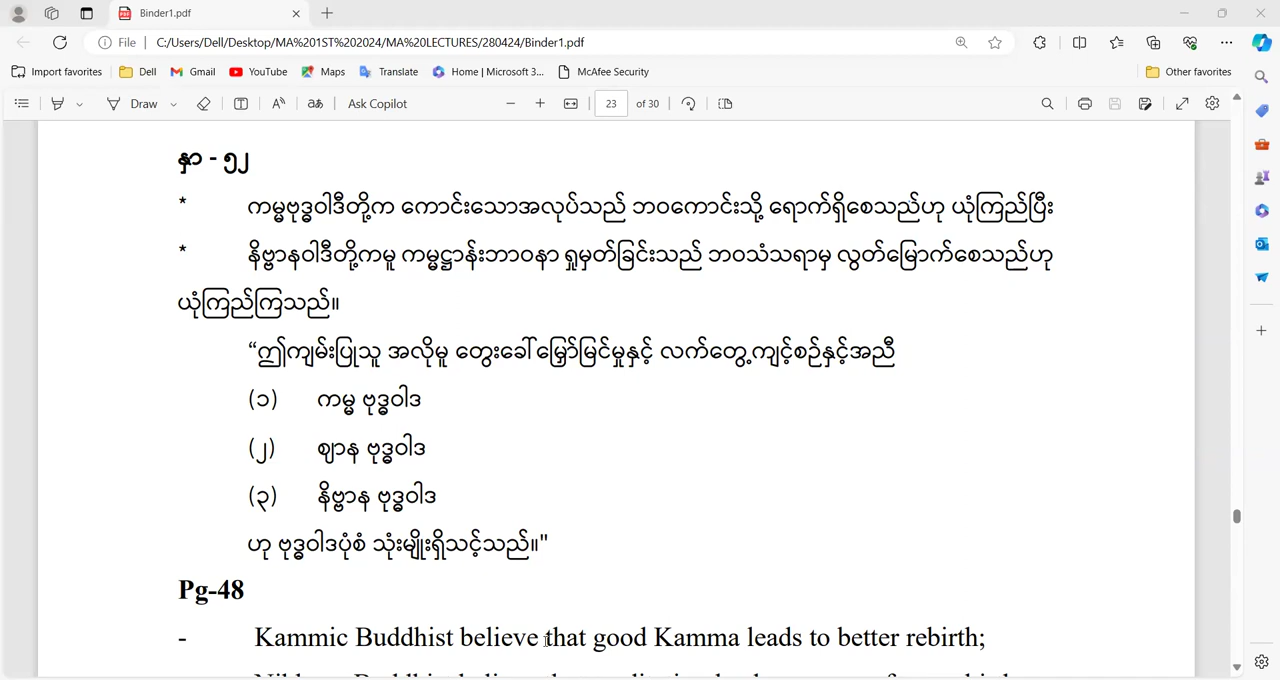 Binder1.pdf
File
C:/Users/Dell/Desktop/MA%201ST%202024/MA%20LECTURES/280424/Binder1.pdf
Import favorites Dell Gmail YouTube Maps Translate Home | Microsoft 3... McAfee Security Other favorites
Draw Ask Copilot 23 of 30
နှာ - ၅၂
* ကမ္မဗုဒ္ဓဝါဒီတို့က ကောင်းသောအလုပ်သည် ဘဝကောင်းသို့ ရောက်ရှိစေသည်ဟု ယုံကြည်ပြီး
* နိဗ္ဗာနဝါဒီတို့ကမူ ကမ္မဋ္ဌာန်းဘာဝနာ ရှုမှတ်ခြင်းသည် ဘဝသံသရာမှ လွတ်မြောက်စေသည်ဟု
ယုံကြည်ကြသည်။
“ဤကျမ်းပြုသူ အလိုမူ တွေးခေါ်မြှော်မြင်မှုနှင့် လက်တွေ့ကျင့်စဉ်နှင့်အညီ
(၁) ကမ္မ ဗုဒ္ဓဝါဒ
(၂) ဈာန ဗုဒ္ဓဝါဒ
(၃) နိဗ္ဗာန ဗုဒ္ဓဝါဒ
ဟု ဗုဒ္ဓဝါဒပုံစံ သုံးမျိုးရှိသင့်သည်။"
Pg-48
- Kammic Buddhist believe that good Kamma leads to better rebirth;